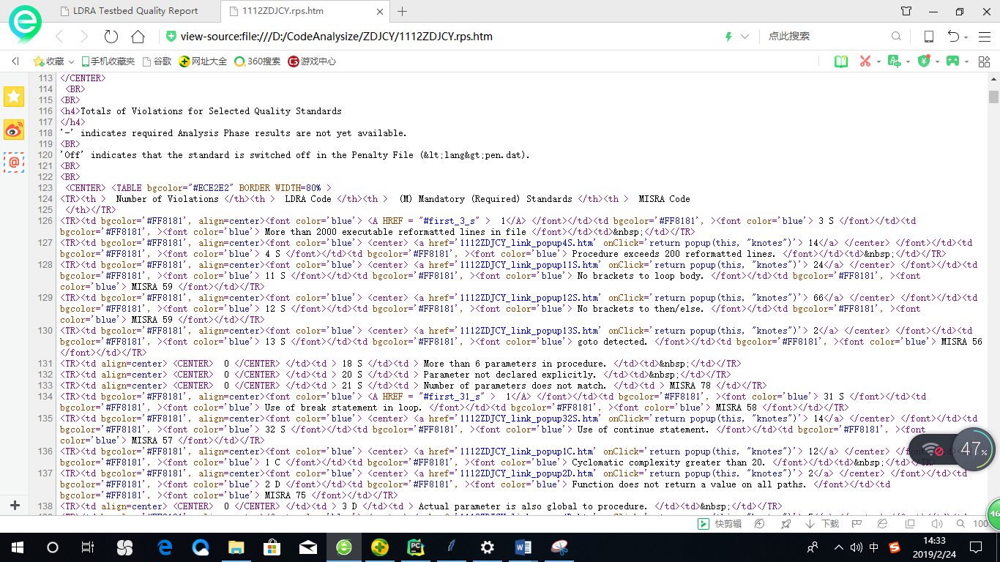 LDRA Testbed Quality Report
1112ZDJCY.rps.htm
view-source:file:///D:/CodeAnalysize/ZDJCY/1112ZDJCY.rps.htm
点此搜索
收藏 手机收藏夹 谷歌 网址大全 360搜索 游戏中心
113 </CENTER>
114 <BR>
115 <BR>
116 <h4>Totals of Violations for Selected Quality Standards
117 </h4>
118 '-' indicates required Analysis Phase results are not yet available.
119 <BR>
120 'Off' indicates that the standard is switched off in the Penalty File (&lt;lang&gt;pen.dat).
121 <BR>
122 <BR>
123 <CENTER> <TABLE bgcolor="#ECE2E2" BORDER WIDTH=80% >
124 <TR><th > Number of Violations </th><th > LDRA Code </th><th > (M) Mandatory (Required) Standards </th><th > MISRA Code
125 </th></TR>
126 <TR><td bgcolor='#FF8181', align=center><font color='blue'> <A HREF = "#first_3_s" > 1</A> </font></td><td bgcolor='#FF8181', ><font color='blue'> 3 S </font></td><td
bgcolor='#FF8181', ><font color='blue'> More than 2000 executable reformatted lines in file </font></td><td>&nbsp;</td></TR>
127 <TR><td bgcolor='#FF8181', align=center><font color='blue'> <center> <a href='1112ZDJCY_link_popup4S.htm' onClick='return popup(this, "knotes")'> 14</a> </center> </font></td><td
bgcolor='#FF8181', ><font color='blue'> 4 S </font></td><td bgcolor='#FF8181', ><font color='blue'> Procedure exceeds 200 reformatted lines. </font></td><td>&nbsp;</td></TR>
128 <TR><td bgcolor='#FF8181', align=center><font color='blue'> <center> <a href='1112ZDJCY_link_popup11S.htm' onClick='return popup(this, "knotes")'> 24</a> </center> </font></td><td
bgcolor='#FF8181', ><font color='blue'> 11 S </font></td><td bgcolor='#FF8181', ><font color='blue'> No brackets to loop body. </font></td><td bgcolor='#FF8181', ><font
color='blue'> MISRA 59 </font></td></TR>
129 <TR><td bgcolor='#FF8181', align=center><font color='blue'> <center> <a href='1112ZDJCY_link_popup12S.htm' onClick='return popup(this, "knotes")'> 66</a> </center> </font></td><td
bgcolor='#FF8181', ><font color='blue'> 12 S </font></td><td bgcolor='#FF8181', ><font color='blue'> No brackets to then/else. </font></td><td bgcolor='#FF8181', ><font
color='blue'> MISRA 59 </font></td></TR>
130 <TR><td bgcolor='#FF8181', align=center><font color='blue'> <center> <a href='1112ZDJCY_link_popup13S.htm' onClick='return popup(this, "knotes")'> 2</a> </center> </font></td><td
bgcolor='#FF8181', ><font color='blue'> 13 S </font></td><td bgcolor='#FF8181', ><font color='blue'> goto detected. </font></td><td bgcolor='#FF8181', ><font color='blue'> MISRA 56
</font></td></TR>
131 <TR><td align=center> <CENTER> 0 </CENTER> </td><td > 18 S </td><td > More than 6 parameters in procedure. </td><td>&nbsp;</td></TR>
132 <TR><td align=center> <CENTER> 0 </CENTER> </td><td > 20 S </td><td > Parameter not declared explicitly. </td><td>&nbsp;</td></TR>
133 <TR><td align=center> <CENTER> 0 </CENTER> </td><td > 21 S </td><td > Number of parameters does not match. </td><td > MISRA 78 </td></TR>
134 <TR><td bgcolor='#FF8181', align=center><font color='blue'> <A HREF = "#first_31_s" > 1</A> </font></td><td bgcolor='#FF8181', ><font color='blue'> 31 S </font></td><td
bgcolor='#FF8181', ><font color='blue'> Use of break statement in loop. </font></td><td bgcolor='#FF8181', ><font color='blue'> MISRA 58 </font></td></TR>
135 <TR><td bgcolor='#FF8181', align=center><font color='blue'> <center> <a href='1112ZDJCY_link_popup32S.htm' onClick='return popup(this, "knotes")'> 14</a> </center> </font></td><td
bgcolor='#FF8181', ><font color='blue'> 32 S </font></td><td bgcolor='#FF8181', ><font color='blue'> Use of continue statement. </font></td><td bgcolor='#FF8181', ><font
color='blue'> MISRA 57 </font></td></TR>
136 <TR><td bgcolor='#FF8181', align=center><font color='blue'> <center> <a href='1112ZDJCY_link_popup1C.htm' onClick='return popup(this, "knotes")'> 12</a> </center>
bgcolor='#FF8181', ><font color='blue'> 1 C </font></td><td bgcolor='#FF8181', ><font color='blue'> Cyclomatic complexity greater than 20. </font></td><td>&nbsp;</td></TR>
137 <TR><td bgcolor='#FF8181', align=center><font color='blue'> <center> <a href='1112ZDJCY_link_popup2D.htm' onClick='return popup(this, "knotes")'> 2</a> </center> </font></td><td
bgcolor='#FF8181', ><font color='blue'> 2 D </font></td><td bgcolor='#FF8181', ><font color='blue'> Function does not return a value on all paths. </font></td><td
bgcolor='#FF8181', ><font color='blue'> MISRA 75 </font></td></TR>
138 <TR><td align=center> <CENTER> 0 </CENTER> </td><td > 3 D </td><td > Actual parameter is also global to procedure. </td><td>&nbsp;</td></TR>
47%
46
快剪辑 下载 100
中
14:33
2019/2/24